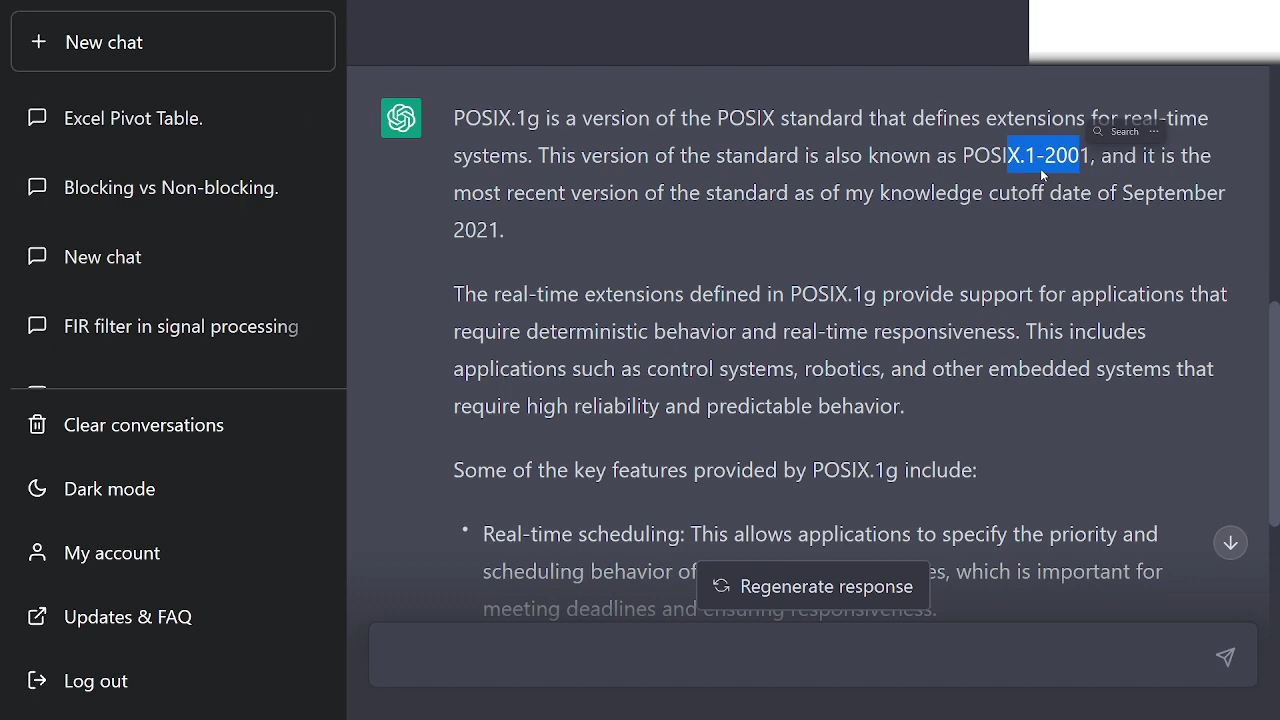 New chat
Excel Pivot Table.
Blocking vs Non-blocking.
New chat
FIR filter in signal processing
Clear conversations
Dark mode
My account
Updates & FAQ
Log out
POSIX.1g is a version of the POSIX standard that defines extensions for real-time
Search ...
systems. This version of the standard is also known as POSIX.1-2001, and it is the
most recent version of the standard as of my knowledge cutoff date of September
2021.
The real-time extensions defined in POSIX.1g provide support for applications that
require deterministic behavior and real-time responsiveness. This includes
applications such as control systems, robotics, and other embedded systems that
require high reliability and predictable behavior.
Some of the key features provided by POSIX.1g include:
• Real-time scheduling: This allows applications to specify the priority and
scheduling behavior of es, which is important for
Regenerate response
meeting deadlines and ensuring responsiveness.